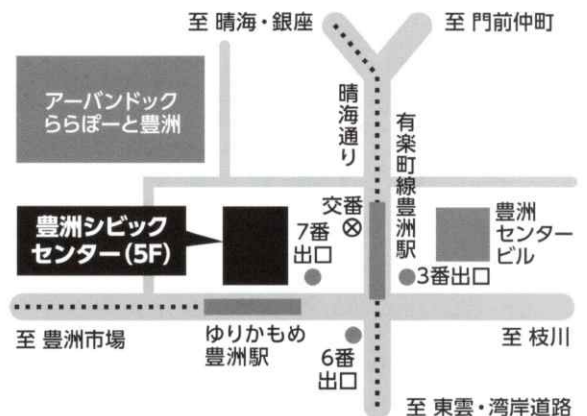 至 晴海・銀座
至 門前仲町
アーバンドック
ららぽーと豊洲
晴海通り
有楽町線豊洲駅
豊洲シビック
センター(5F)
交番
7番
出口
豊洲
センター
ビル
3番出口
至 豊洲市場
ゆりかもめ
豊洲駅
6番
出口
至 枝川
至 東雲・湾岸道路